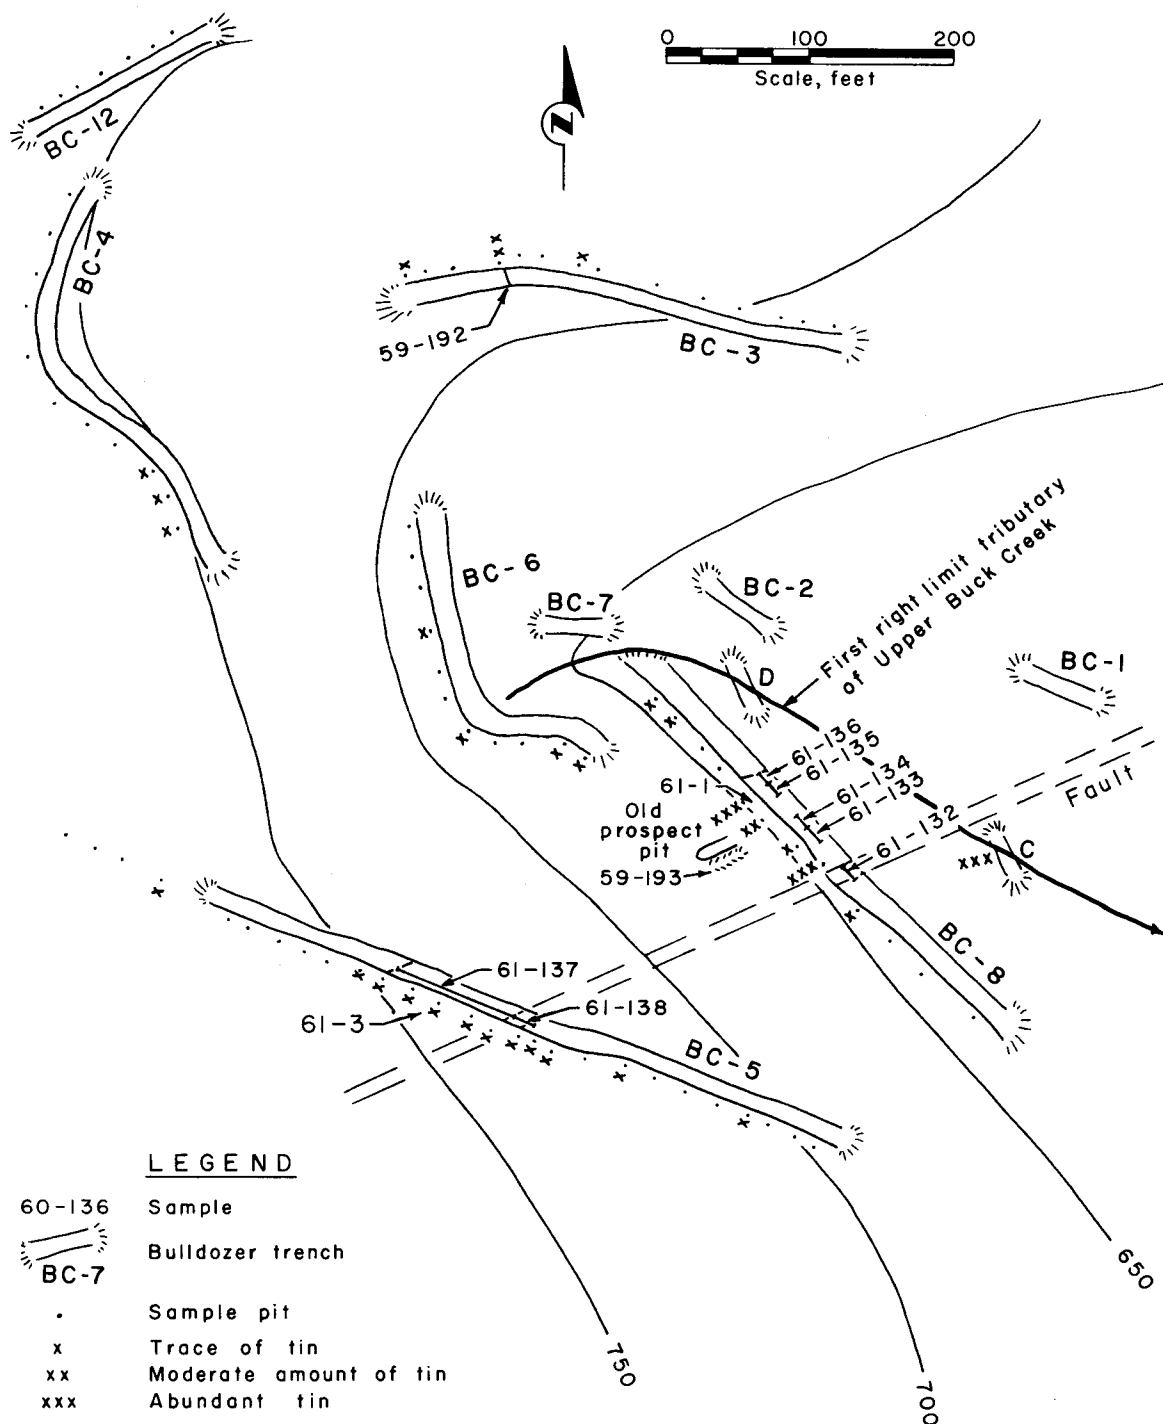 0 100 200
Scale, feet
N
BC-12
BC-4
x
x
x
x
x
59-192
BC-3
x.
x.
x.
BC-6
BC-7
BC-2
First right limit tributary
of Upper Buck Creek
D
BC-1
x.
x.
x.
x.
x.
x.
61-136
61-135
61-134
61-133
61-132
61-1
xxxx
Old
prospect
pit
xx.
x.
59-193
xxx.
Fault
C
xxx
x.
x.
BC-8
61-137
61-138
61-3
x
x
x
x
x
x
x
x
x
x
x
BC-5
LEGEND
60-136 Sample
BC-7 Bulldozer trench
. Sample pit
x Trace of tin
xx Moderate amount of tin
xxx Abundant tin
650
750
700